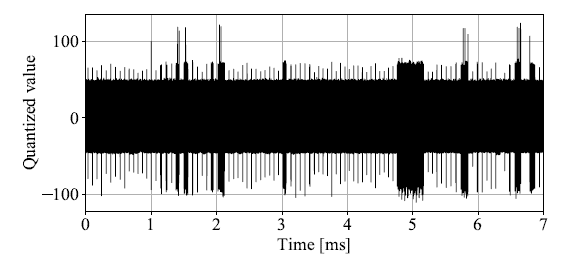 Quantized value
100
0
−100
0 1 2 3 4 5 6 7
Time [ms]